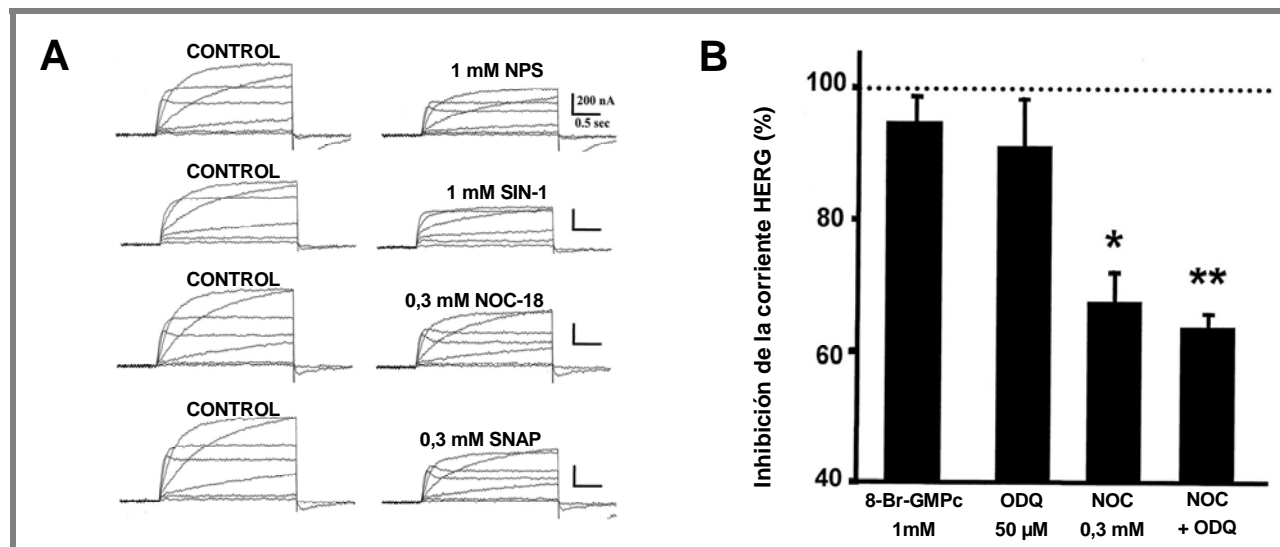 A
CONTROL
1 mM NPS
200 nA
0.5 sec
CONTROL
1 mM SIN-1
CONTROL
0,3 mM NOC-18
CONTROL
0,3 mM SNAP
B
Inhibición de la corriente HERG (%)
100
80
60
40
*
**
8-Br-GMPc
1mM
ODQ
50 µM
NOC
0,3 mM
NOC
+ ODQ